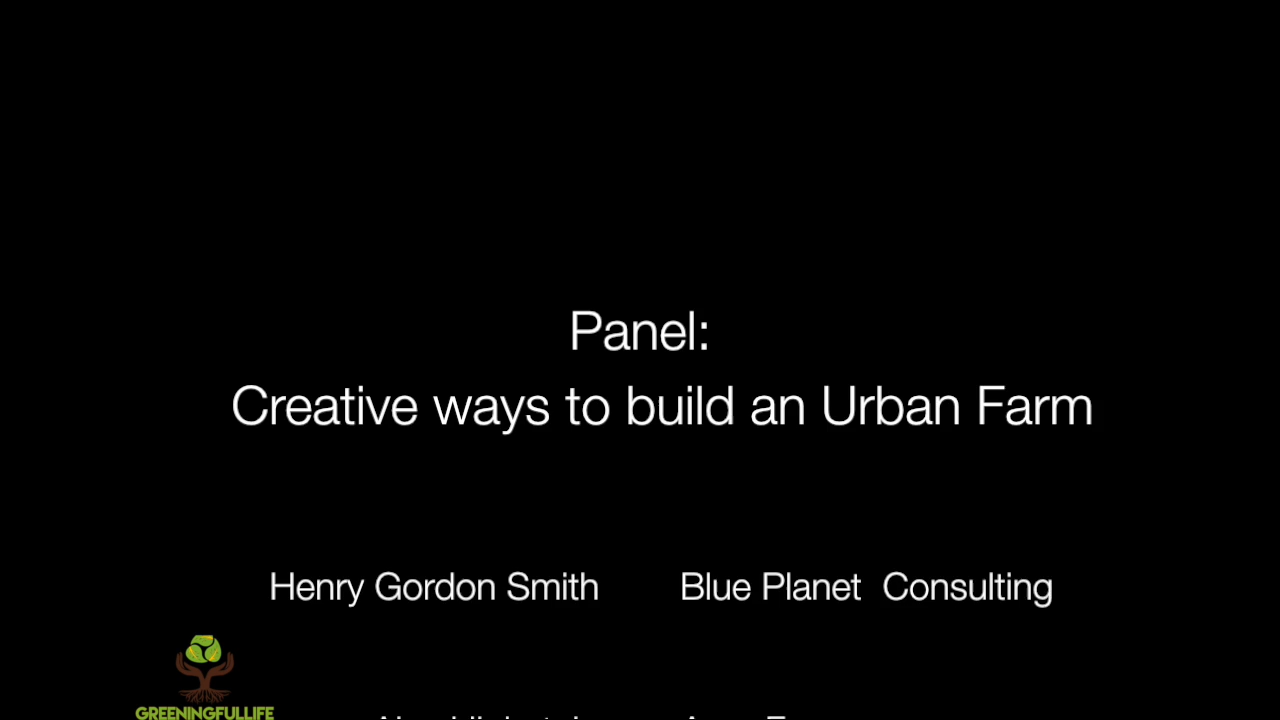 Panel:
Creative ways to build an Urban Farm
Henry Gordon Smith Blue Planet Consulting
GREENINGFULLIFE